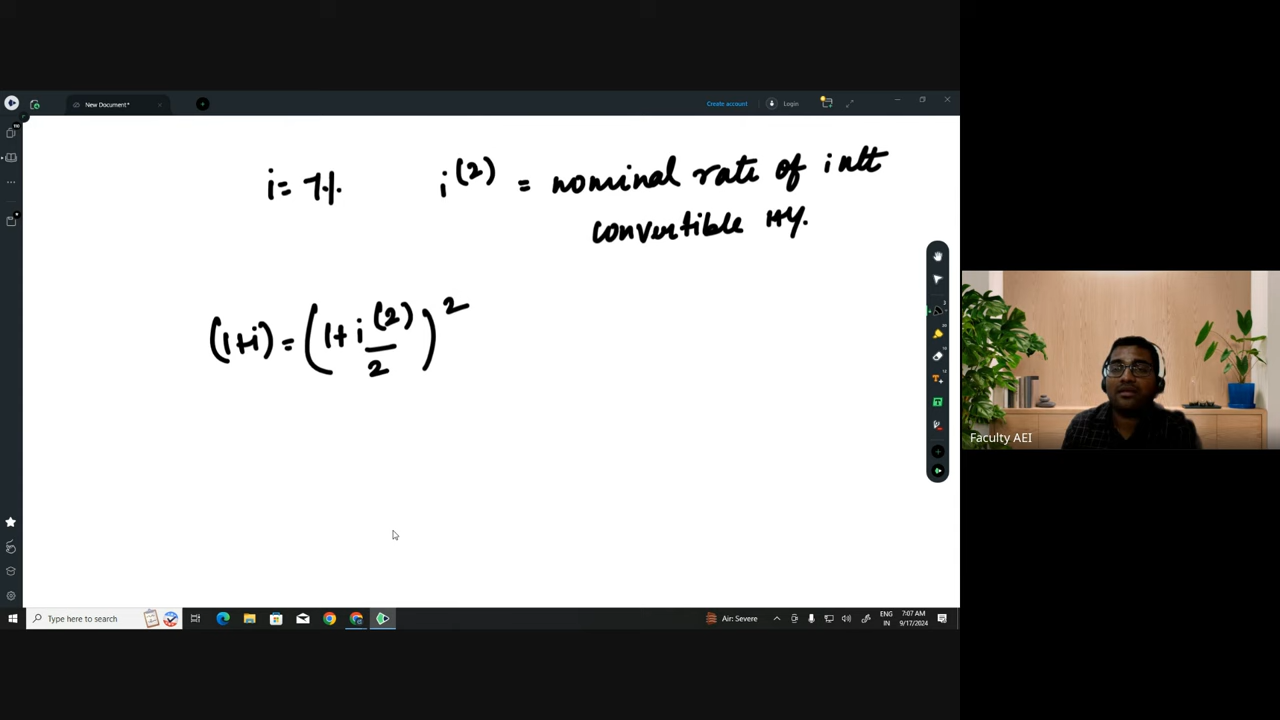 New Document*
Create account
Login
i = 7%
i^(2) = nominal rate of i nlt
convertible HY.
(1+i) = (1 + i^(2)/2)^2
Faculty AEI
Type here to search
Air: Severe
ENG
IN
7:07 AM
9/17/2024